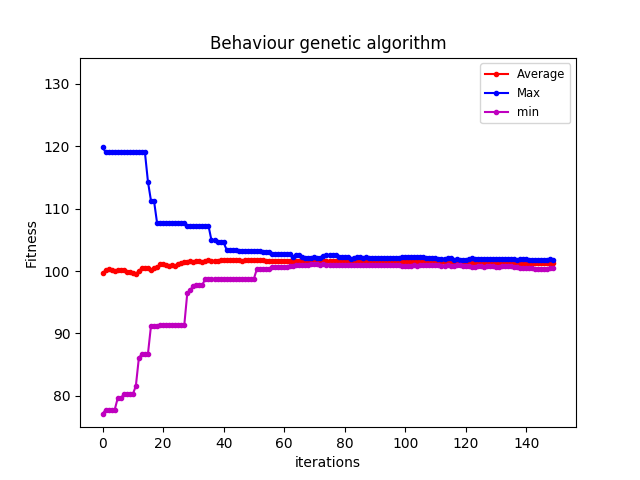 Behaviour genetic algorithm
Average
Max
min
Fitness
130
120
110
100
90
80
0 20 40 60 80 100 120 140
iterations